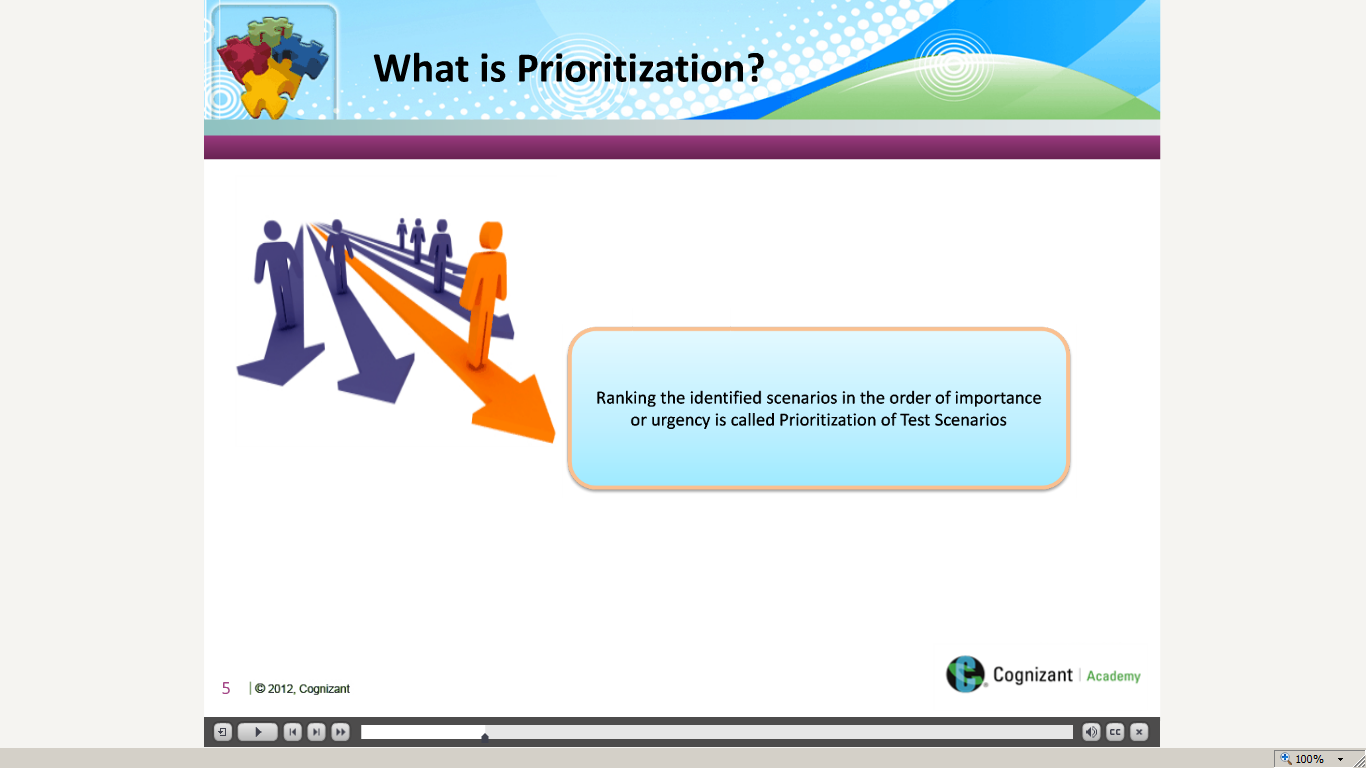 What is Prioritization?
Ranking the identified scenarios in the order of importance
or urgency is called Prioritization of Test Scenarios
5 | © 2012, Cognizant
Cognizant | Academy
CC
100%